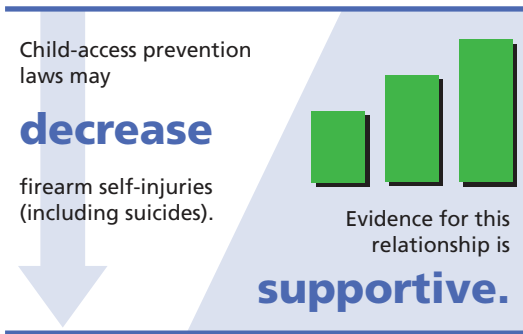 Child-access prevention
laws may
decrease
firearm self-injuries
(including suicides).
Evidence for this
relationship is
supportive.